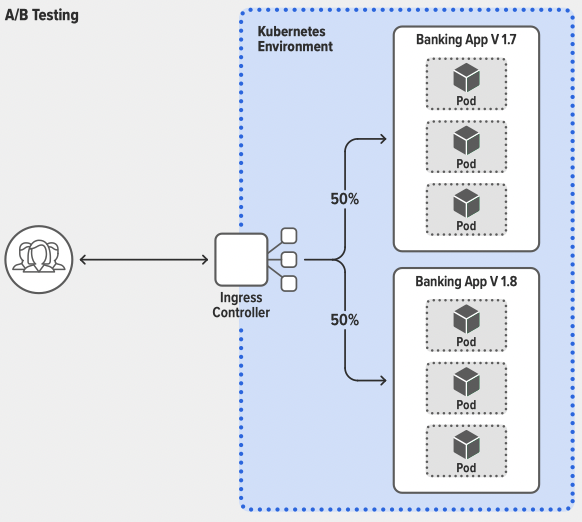 A/B Testing
Kubernetes
Environment
Banking App V 1.7
Pod
Pod
Pod
50%
Ingress
Controller
50%
Banking App V 1.8
Pod
Pod
Pod